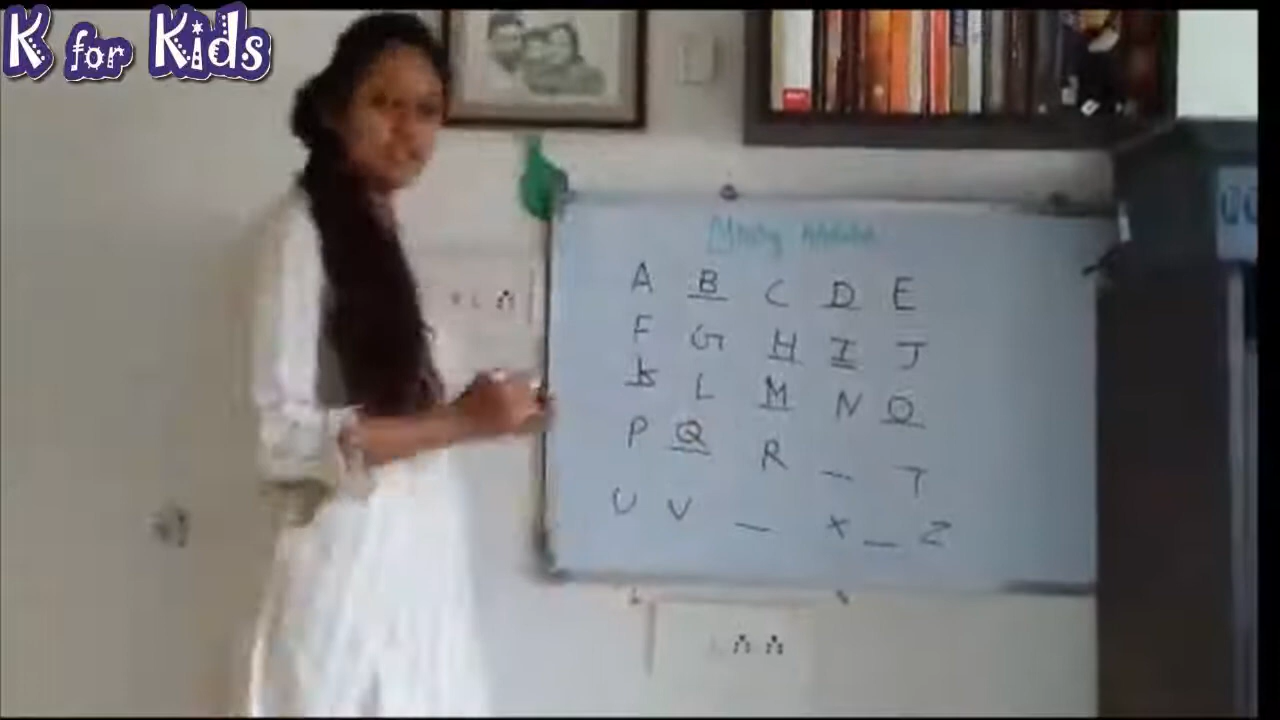 K for Kids
A B C D E
F G H I J
K L M N O
P Q R _ T
U V _ X _ Z